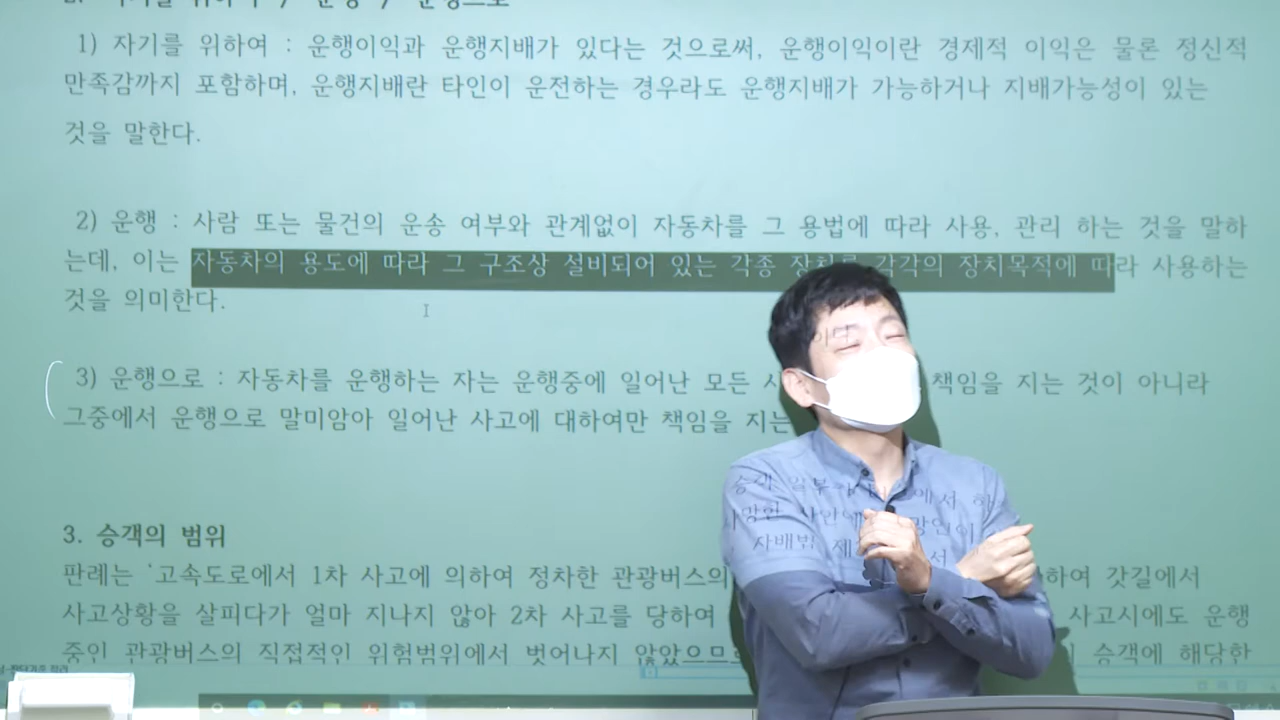 1) 자기를 위하여 : 운행이익과 운행지배가 있다는 것으로써, 운행이익이란 경제적 이익은 물론 정신적
만족감까지 포함하며, 운행지배란 타인이 운전하는 경우라도 운행지배가 가능하거나 지배가능성이 있는
것을 말한다.
2) 운행 : 사람 또는 물건의 운송 여부와 관계없이 자동차를 그 용법에 따라 사용, 관리 하는 것을 말하
는데, 이는 자동차의 용도에 따라 그 구조상 설비되어 있는 각종 장치를 각각의 장치목적에 따라 사용하는
것을 의미한다.
3) 운행으로 : 자동차를 운행하는 자는 운행중에 일어난 모든 책임을 지는 것이 아니라
그중에서 운행으로 말미암아 일어난 사고에 대하여만 책임을 지는
3. 승객의 범위
판례는 '고속도로에서 1차 사고에 의하여 정차한 관광버스의 하여 갓길에서
사고상황을 살피다가 얼마 지나지 않아 2차 사고를 당하여 사고시에도 운행
중인 관광버스의 직접적인 위험범위에서 벗어나지 않았으므 승객에 해당한